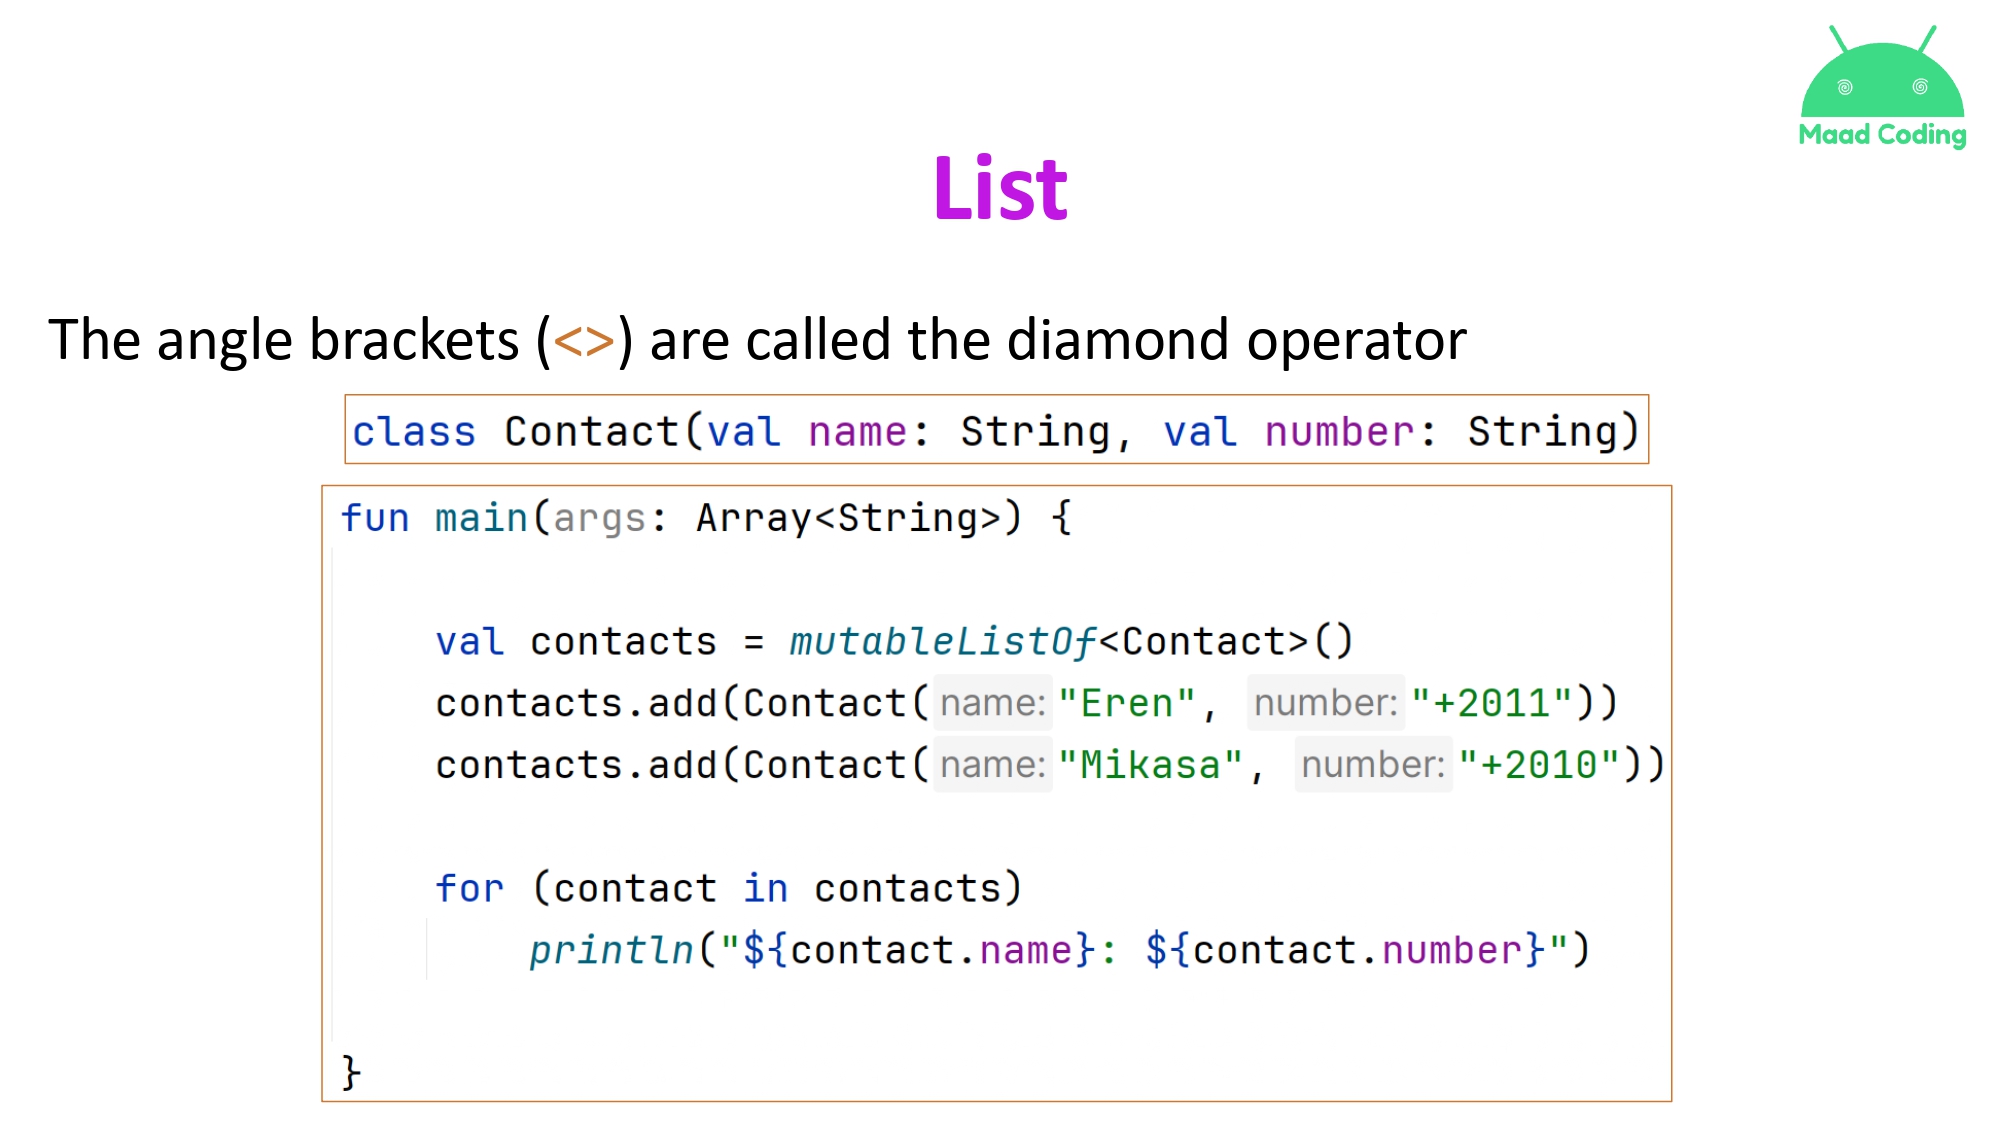 Maad Coding
List
The angle brackets (<>) are called the diamond operator
class Contact(val name: String, val number: String)
fun main(args: Array<String>) {
val contacts = mutableListOf<Contact>()
contacts.add(Contact( name: "Eren", number: "+2011"))
contacts.add(Contact( name: "Mikasa", number: "+2010"))
for (contact in contacts)
println("${contact.name}: ${contact.number}")
}